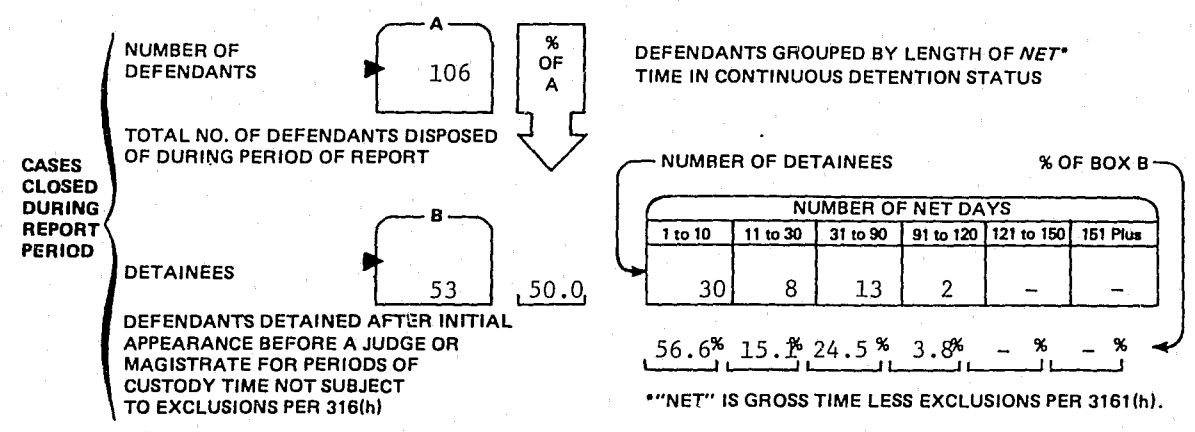 CASES
CLOSED
DURING
REPORT
PERIOD
NUMBER OF
DEFENDANTS
A
106
%
OF
A
TOTAL NO. OF DEFENDANTS DISPOSED
OF DURING PERIOD OF REPORT
B
DETAINEES
53
50.0
DEFENDANTS DETAINED AFTER INITIAL
APPEARANCE BEFORE A JUDGE OR
MAGISTRATE FOR PERIODS OF
CUSTODY TIME NOT SUBJECT
TO EXCLUSIONS PER 316(h)
DEFENDANTS GROUPED BY LENGTH OF NET*
TIME IN CONTINUOUS DETENTION STATUS
NUMBER OF DETAINEES % OF BOX B
NUMBER OF NET DAYS
1 to 10 11 to 30 31 to 90 91 to 120 121 to 150 151 Plus
30 8 13 2 – –
56.6% 15.1% 24.5 % 3.8% – % – %
*"NET" IS GROSS TIME LESS EXCLUSIONS PER 3161(h).